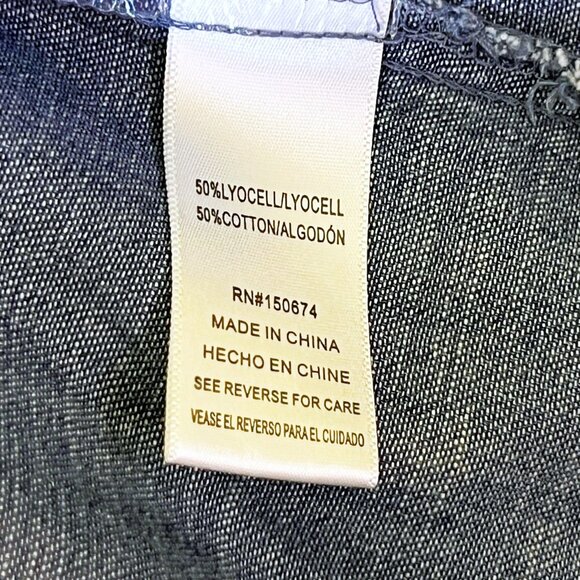 50%LYOCELL/LYOCELL
50%COTTON/ALGODÓN
RN#150674
MADE IN CHINA
HECHO EN CHINE
SEE REVERSE FOR CARE
VEASE EL REVERSO PARA EL CUIDADO